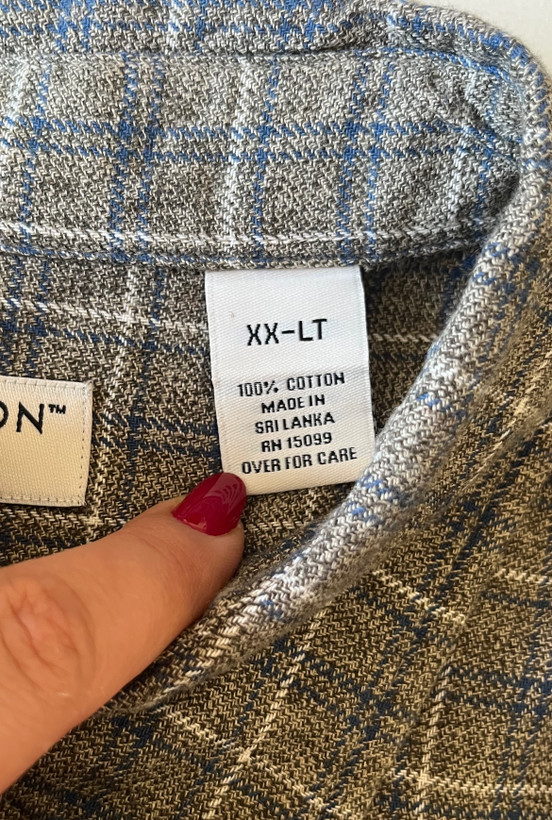 XX-LT
100% COTTON
MADE IN
SRI LANKA
RN 15099
OVER FOR CARE
ON™